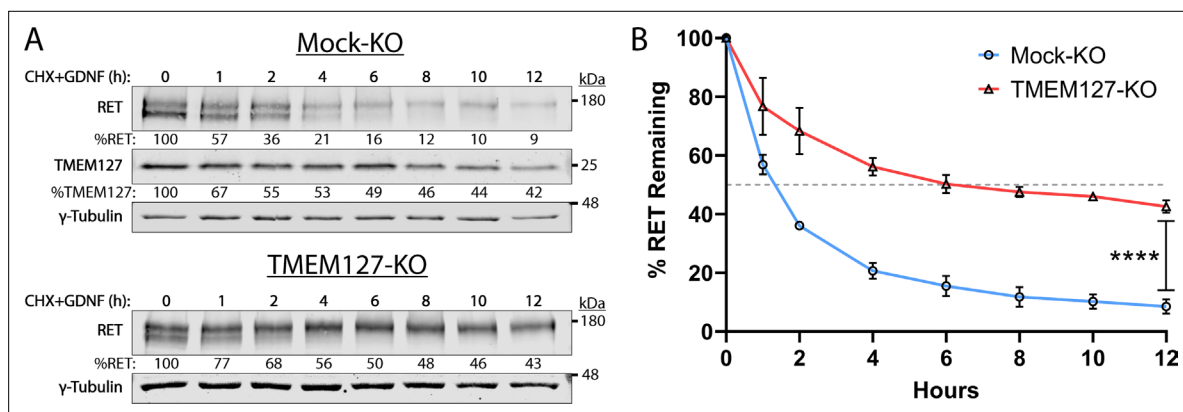 A
Mock-KO
CHX+GDNF (h): 0 1 2 4 6 8 10 12 kDa
RET 180
%RET: 100 57 36 21 16 12 10 9
TMEM127 25
%TMEM127 100 67 55 53 49 46 44 42
γ-Tubulin 48
TMEM127-KO
CHX+GDNF (h): 0 1 2 4 6 8 10 12 kDa
RET 180
%RET: 100 77 68 56 50 48 46 43
γ-Tubulin 48
B
% RET Remaining
100
80
60
40
20
0
Mock-KO
TMEM127-KO
****
0 2 4 6 8 10 12
Hours